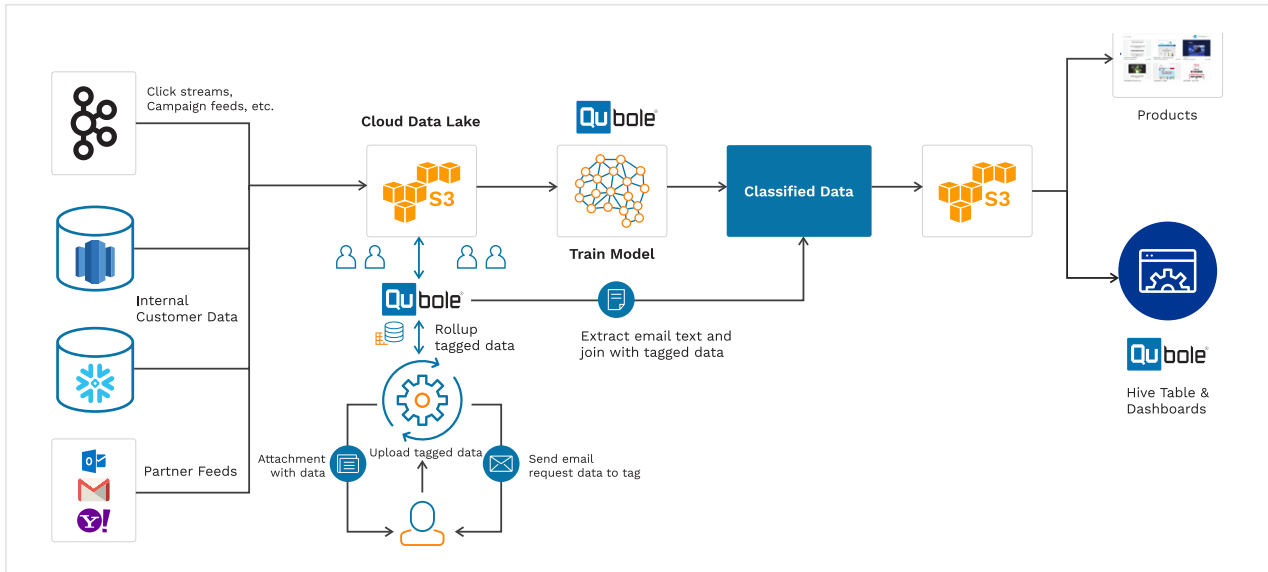 Click streams,
Campaign feeds, etc.
Cloud Data Lake
S3
Qubole
Train Model
Classified Data
S3
Products
Internal
Customer Data
Qubole
Rollup
tagged data
Extract email text and
join with tagged data
Qubole
Hive Table &
Dashboards
Partner Feeds
Attachment
with data
Upload tagged data
Send email
request data to tag
O
M
Y!